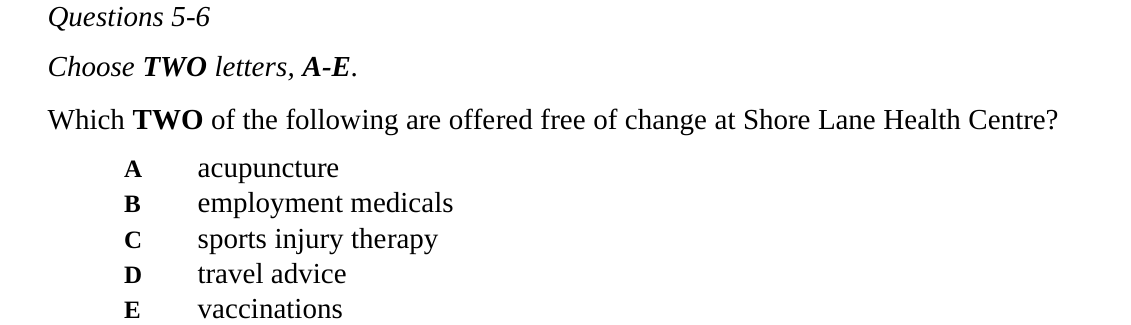 Questions 5-6
Choose TWO letters, A-E.
Which TWO of the following are offered free of change at Shore Lane Health Centre?
A acupuncture
B employment medicals
C sports injury therapy
D travel advice
E vaccinations